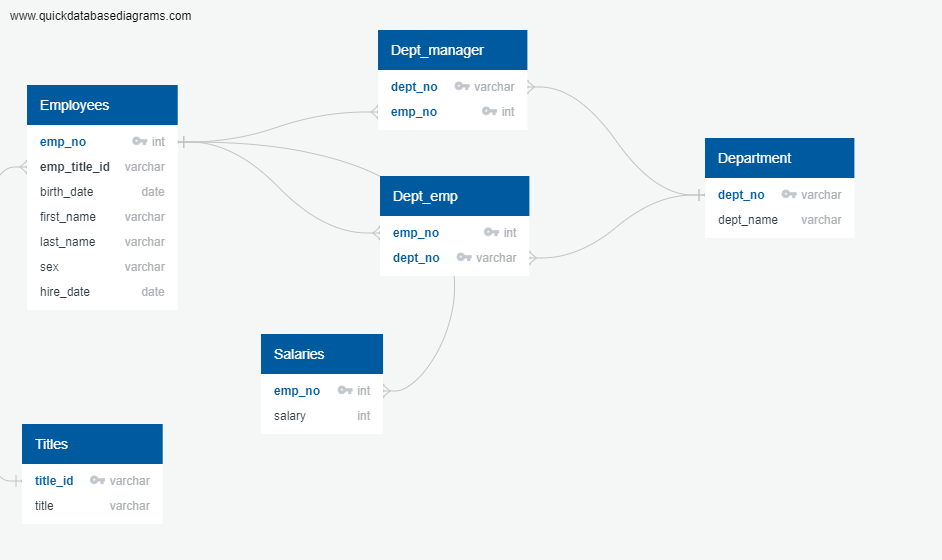 www.quickdatabasediagrams.com
Dept_manager
dept_no varchar
emp_no int
Employees
emp_no int
emp_title_id varchar
birth_date date
first_name varchar
last_name varchar
sex varchar
hire_date date
Department
dept_no varchar
dept_name varchar
Dept_emp
emp_no int
dept_no varchar
Salaries
emp_no int
salary int
Titles
title_id varchar
title varchar